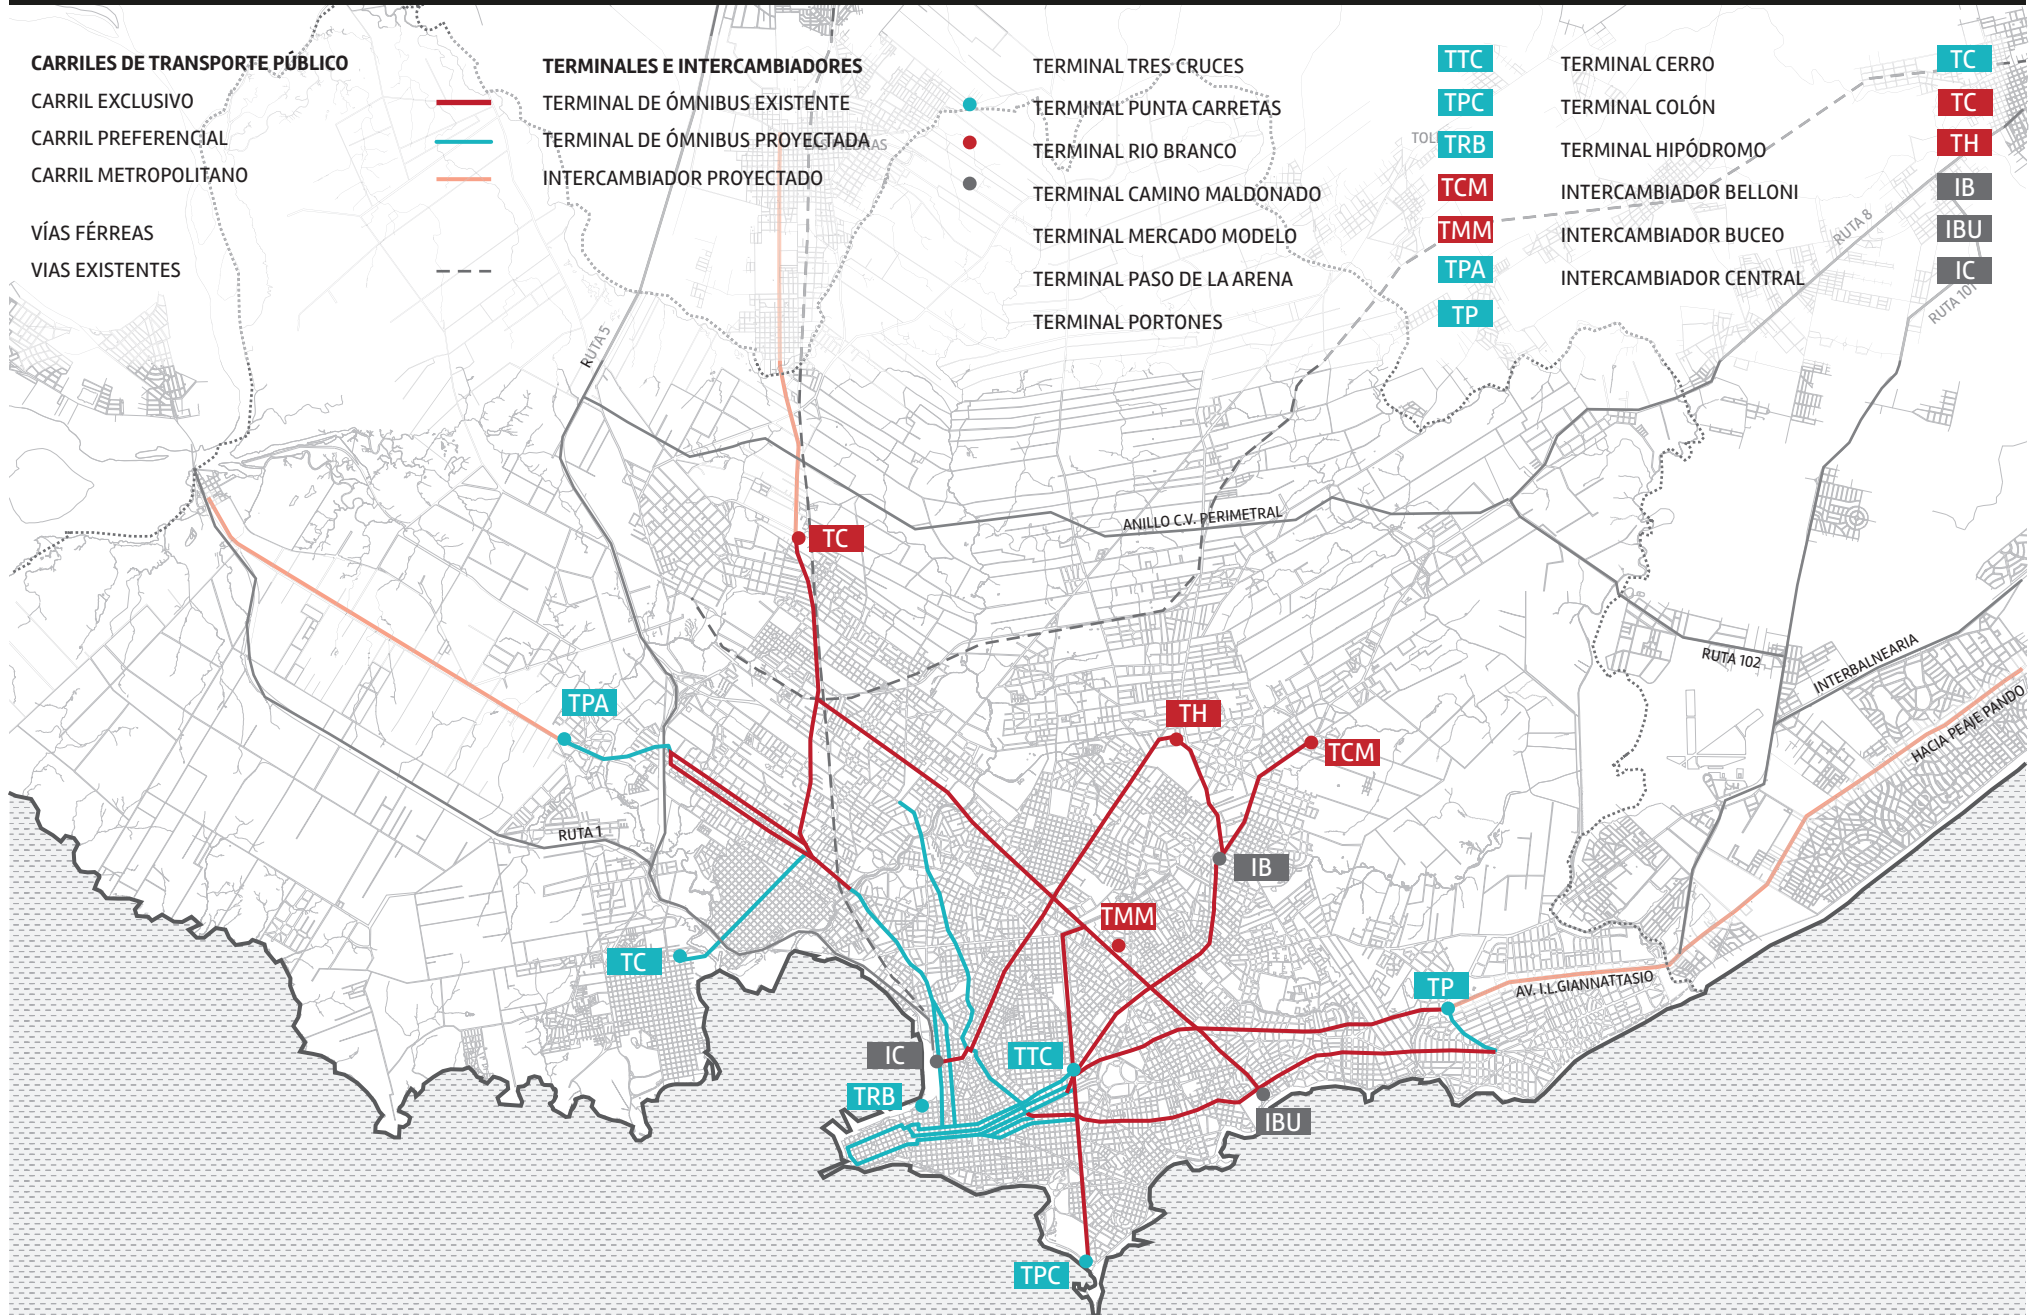 CARRILES DE TRANSPORTE PÚBLICO
CARRIL EXCLUSIVO
CARRIL PREFERENCIAL
CARRIL METROPOLITANO
VÍAS FÉRREAS
VIAS EXISTENTES
TERMINALES E INTERCAMBIADORES
TERMINAL DE ÓMNIBUS EXISTENTE
TERMINAL DE ÓMNIBUS PROYECTADA
INTERCAMBIADOR PROYECTADO
TERMINAL TRES CRUCES TTC
TERMINAL PUNTA CARRETAS TPC
TERMINAL RIO BRANCO TRB
TERMINAL CAMINO MALDONADO TCM
TERMINAL MERCADO MODELO TMM
TERMINAL PASO DE LA ARENA TPA
TERMINAL PORTONES TP
TERMINAL CERRO TC
TERMINAL COLÓN TC
TERMINAL HIPÓDROMO TH
INTERCAMBIADOR BELLONI IB
INTERCAMBIADOR BUCEO IBU
INTERCAMBIADOR CENTRAL IC
RUTA 8
RUTA 101
RUTA 5
ANILLO C.V. PERIMETRAL
TC
RUTA 102
INTERBALNEARIA
HACIA PEAJE PANDO
TPA
TH
TCM
RUTA 1
IB
TMM
TC
TP
AV. I.L.GIANNATTASIO
IC
TTC
TRB
IBU
TPC